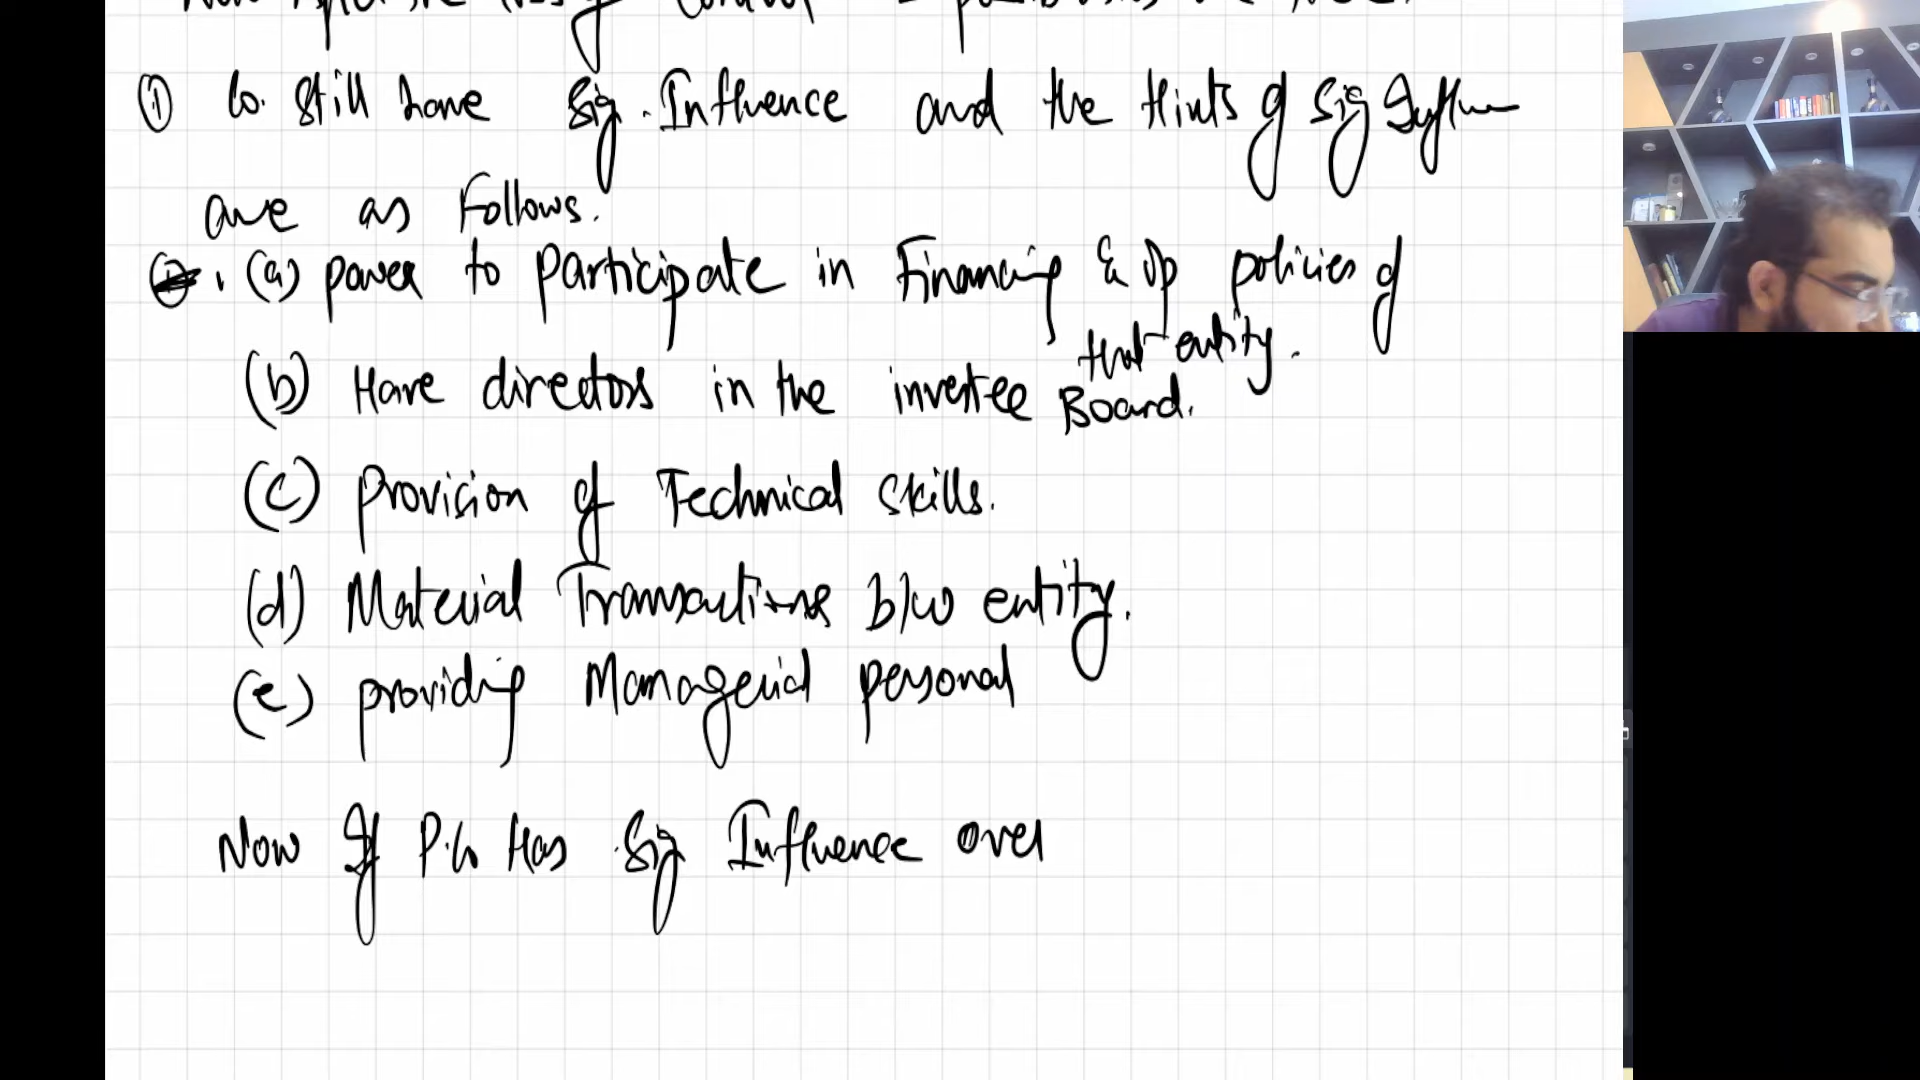 control
① Co. still have sig. Influence and the Hints of sig Influ
are as Follows.
(a) power to participate in Financing & Op policies of
that entity.
(b) Have directors in the investee Board.
(c) provision of Technical skills.
(d) Material Transactions b/w entity.
(e) providing Managerial personal
Now If P.Co Has Sig Influence over